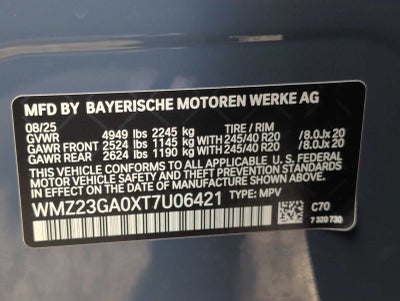 MFD BY BAYERISCHE MOTOREN WERKE AG
08/25
GVWR 4949 lbs 2245 kg TIRE / RIM
GAWR FRONT 2524 lbs 1145 kg 245/40 R20 /8.0Jx 20
GAWR REAR 2624 lbs 1190 kg 245/40 R20 /8.0Jx 20
THIS VEHICLE CONFORMS TO ALL APPLICABLE FEDERAL
MOTOR VEHICLE SAFETY, BUMPER, AND THEFT PREVENTION
STANDARDS IN EFFECT ON THE DATE OF MANUFACTURE
SHOWN ABOVE.
WMZ23GA0XT7U06421 TYPE: MPV
C70
7 320 730